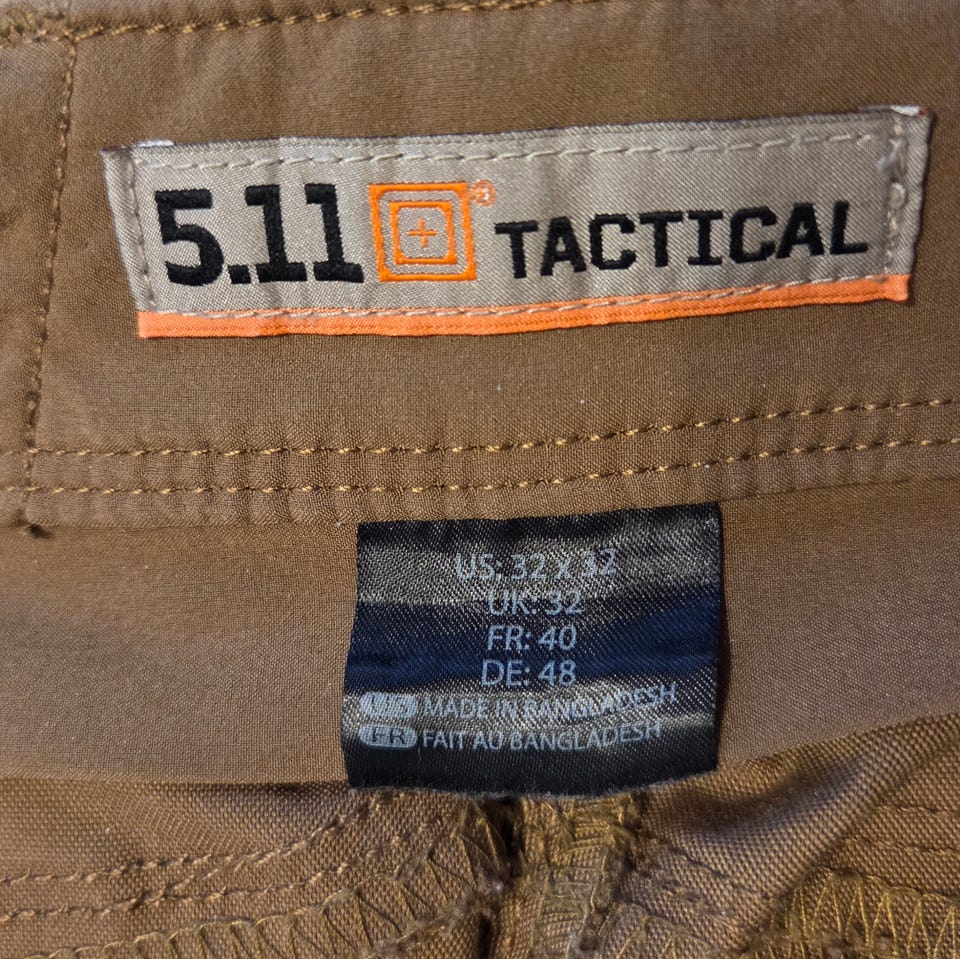 5.11 ® TACTICAL
US: 32 X 32
UK: 32
FR: 40
DE: 48
US MADE IN BANGLADESH
FR FAIT AU BANGLADESH